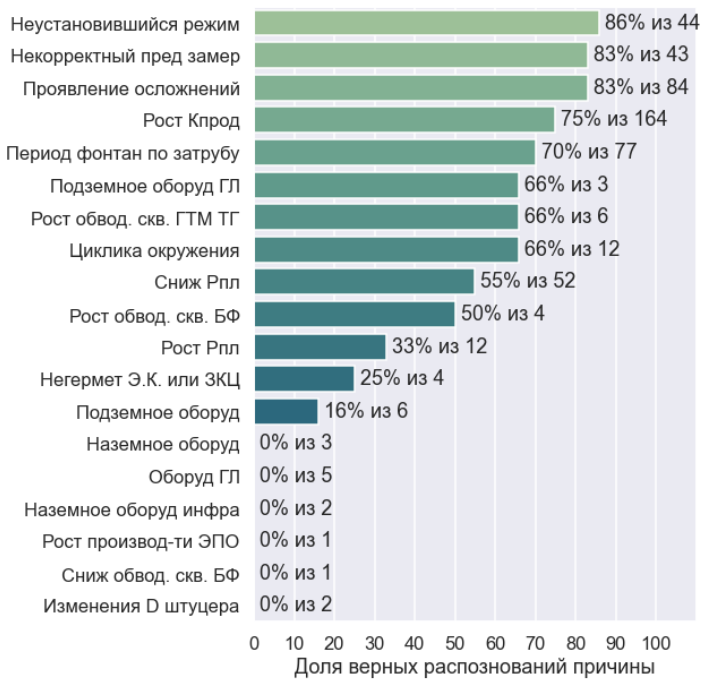 Неустановившийся режим 86% из 44
Некорректный пред замер 83% из 43
Проявление осложнений 83% из 84
Рост Кпрод 75% из 164
Период фонтан по затрубу 70% из 77
Подземное оборуд ГЛ 66% из 3
Рост обвод. скв. ГТМ ТГ 66% из 6
Циклика окружения 66% из 12
Сниж Рпл 55% из 52
Рост обвод. скв. БФ 50% из 4
Рост Рпл 33% из 12
Негермет Э.К. или ЗКЦ 25% из 4
Подземное оборуд 16% из 6
Наземное оборуд 0% из 3
Оборуд ГЛ 0% из 5
Наземное оборуд инфра 0% из 2
Рост производ-ти ЭПО 0% из 1
Сниж обвод. скв. БФ 0% из 1
Изменения D штуцера 0% из 2
0 10 20 30 40 50 60 70 80 90 100
Доля верных распознований причины